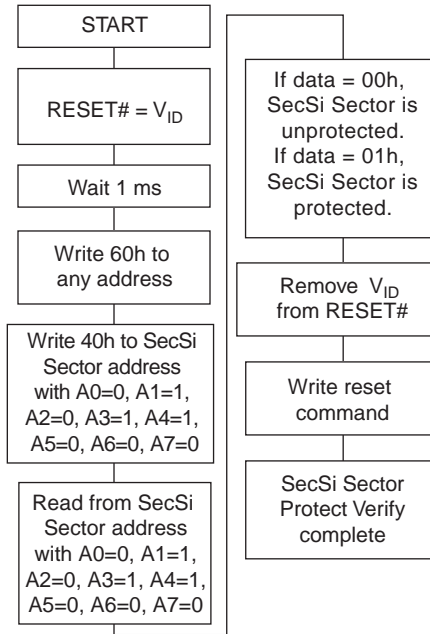 START
RESET# = VID
Wait 1 ms
Write 60h to
any address
Write 40h to SecSi
Sector address
with A0=0, A1=1,
A2=0, A3=1, A4=1,
A5=0, A6=0, A7=0
Read from SecSi
Sector address
with A0=0, A1=1,
A2=0, A3=1, A4=1,
A5=0, A6=0, A7=0
If data = 00h,
SecSi Sector is
unprotected.
If data = 01h,
SecSi Sector is
protected.
Remove VID
from RESET#
Write reset
command
SecSi Sector
Protect Verify
complete